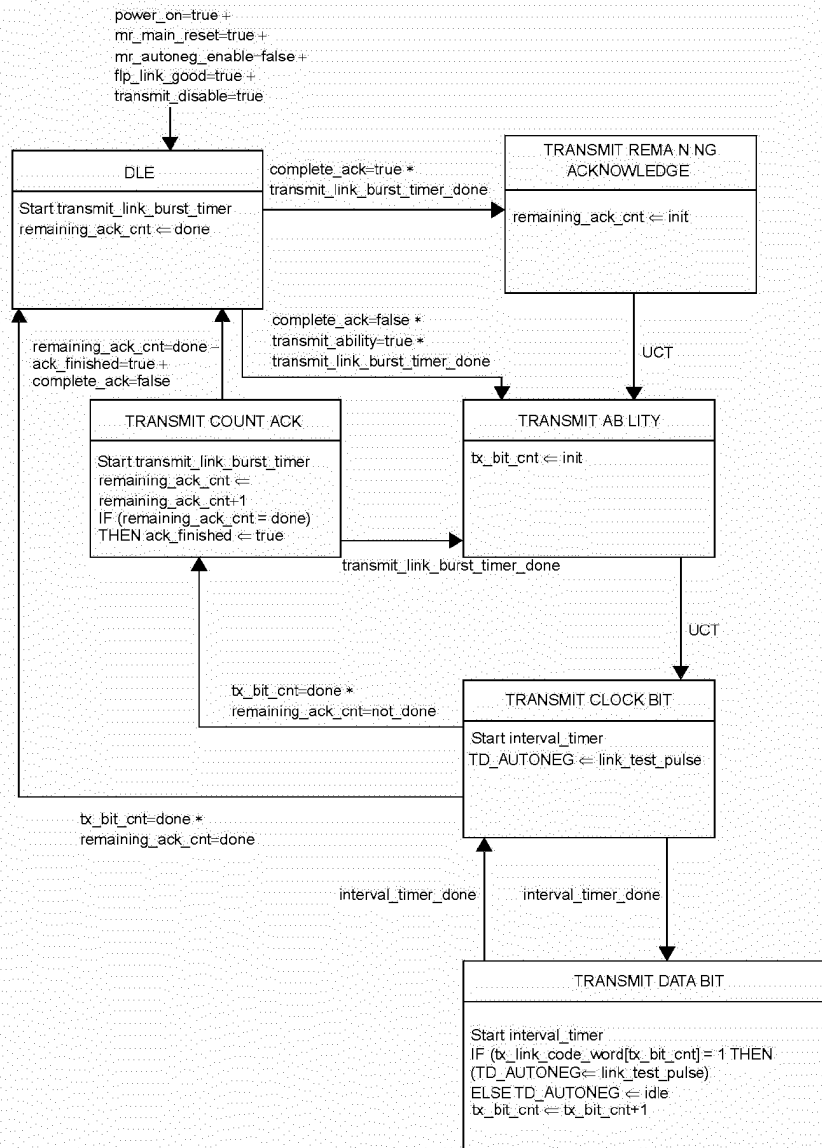 power_on=true +
mr_main_reset=true +
mr_autoneg_enable=false +
flp_link_good=true +
transmit_disable=true
DLE
Start transmit_link_burst_timer
remaining_ack_cnt ⇐ done
complete_ack=true *
transmit_link_burst_timer_done
TRANSMIT REMA N NG
ACKNOWLEDGE
remaining_ack_cnt ⇐ init
complete_ack=false *
transmit_ability=true *
transmit_link_burst_timer_done
UCT
remaining_ack_cnt=done –
ack_finished=true +
complete_ack=false
TRANSMIT COUNT ACK
Start transmit_link_burst_timer
remaining_ack_cnt ⇐
remaining_ack_cnt+1
IF (remaining_ack_cnt = done)
THEN ack_finished ⇐ true
TRANSMIT AB LITY
tx_bit_cnt ⇐ init
transmit_link_burst_timer_done
UCT
tx_bit_cnt=done *
remaining_ack_cnt=not_done
TRANSMIT CLOCK BIT
Start interval_timer
TD_AUTONEG ⇐ link_test_pulse
tx_bit_cnt=done *
remaining_ack_cnt=done
interval_timer_done
interval_timer_done
TRANSMIT DATA BIT
Start interval_timer
IF (tx_link_code_word[tx_bit_cnt] = 1 THEN
(TD_AUTONEG⇐ link_test_pulse)
ELSE TD_AUTONEG ⇐ idle
tx_bit_cnt ⇐ tx_bit_cnt+1